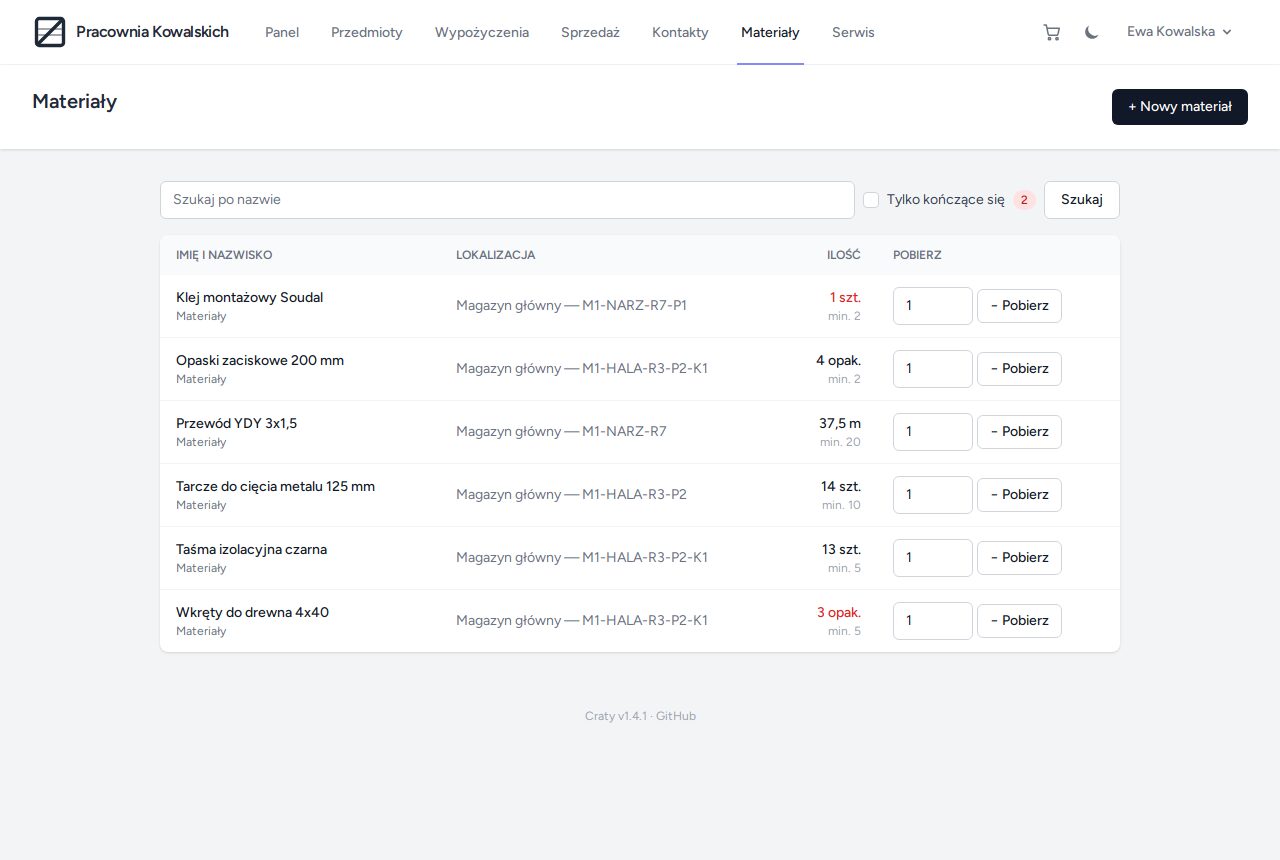 Pracownia Kowalskich Panel Przedmioty Wypożyczenia Sprzedaż Kontakty Materiały Serwis Ewa Kowalska
Materiały
+ Nowy materiał
Szukaj po nazwie Tylko kończące się 2 Szukaj
IMIĘ I NAZWISKO LOKALIZACJA ILOŚĆ POBIERZ
Klej montażowy Soudal Magazyn główny — M1-NARZ-R7-P1 1 szt. 1 − Pobierz
Materiały min. 2
Opaski zaciskowe 200 mm Magazyn główny — M1-HALA-R3-P2-K1 4 opak. 1 − Pobierz
Materiały min. 2
Przewód YDY 3x1,5 Magazyn główny — M1-NARZ-R7 37,5 m 1 − Pobierz
Materiały min. 20
Tarcze do cięcia metalu 125 mm Magazyn główny — M1-HALA-R3-P2 14 szt. 1 − Pobierz
Materiały min. 10
Taśma izolacyjna czarna Magazyn główny — M1-HALA-R3-P2-K1 13 szt. 1 − Pobierz
Materiały min. 5
Wkręty do drewna 4x40 Magazyn główny — M1-HALA-R3-P2-K1 3 opak. 1 − Pobierz
Materiały min. 5
Craty v1.4.1 · GitHub